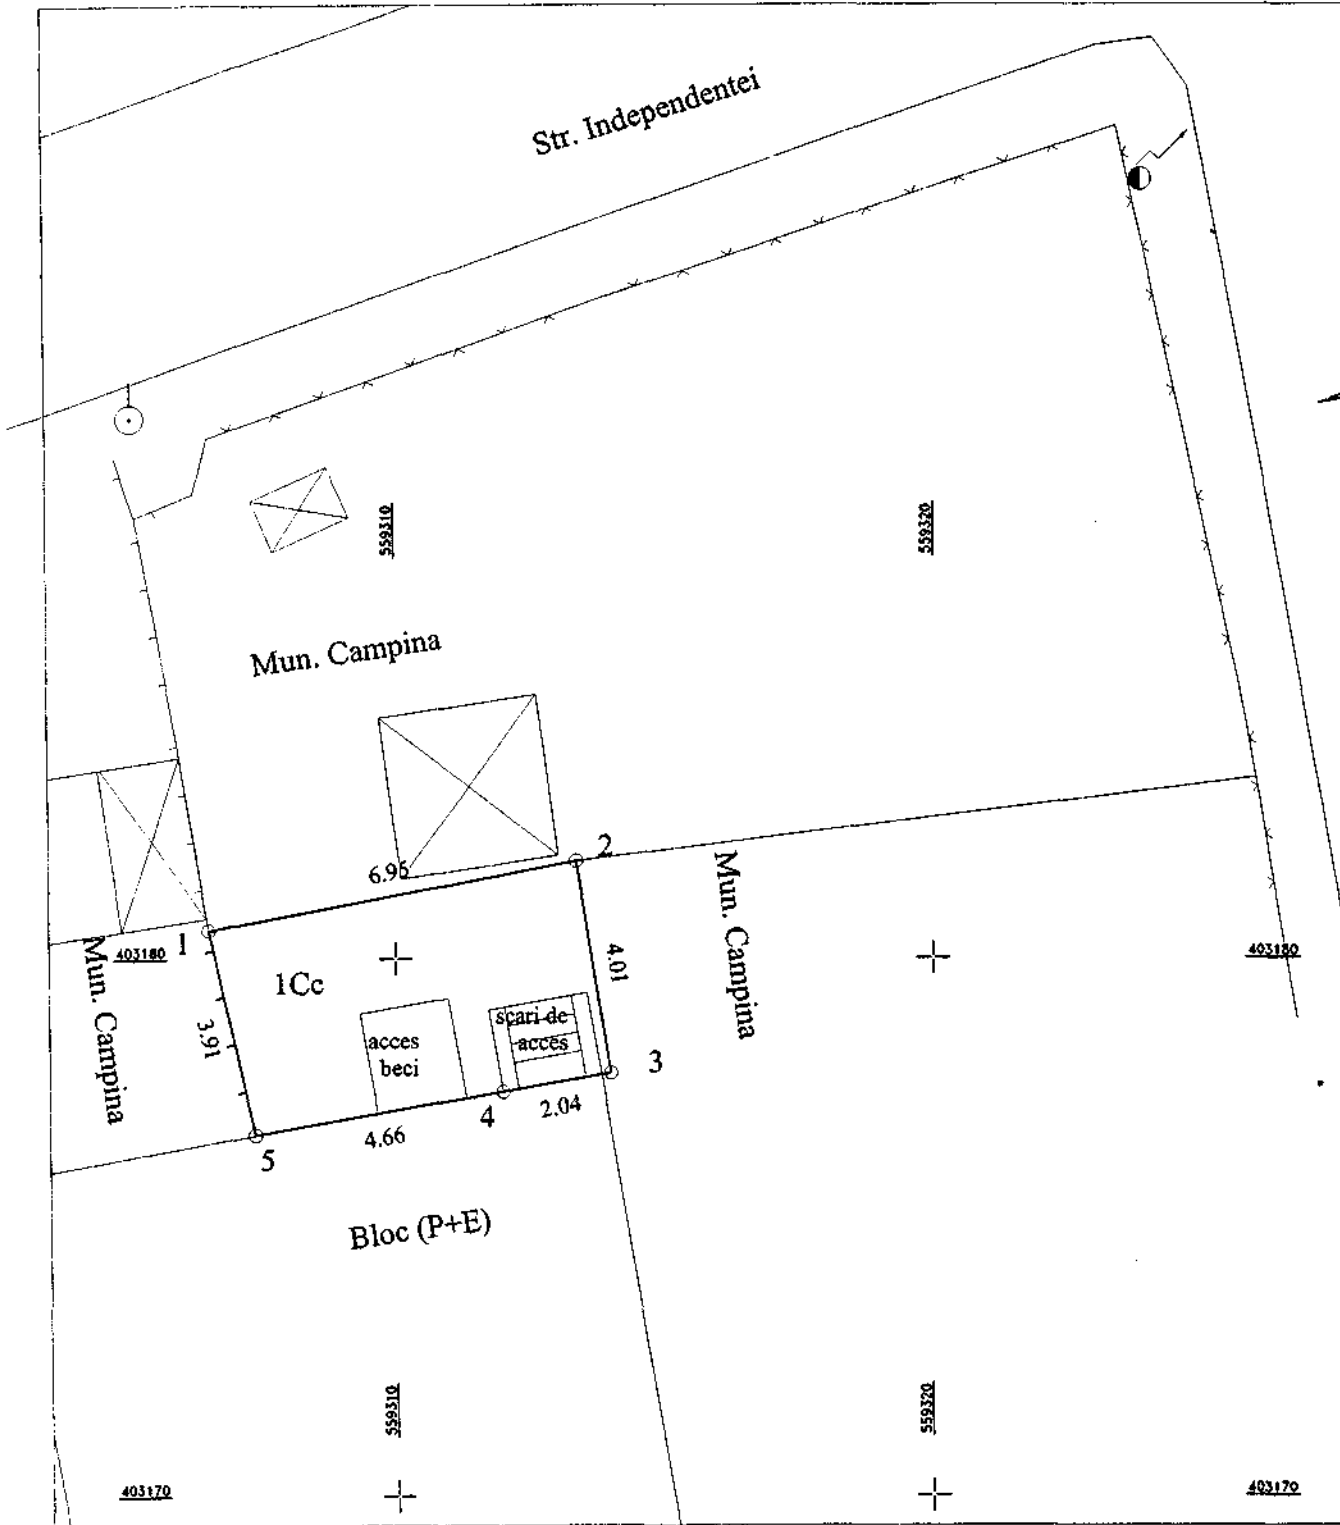 Str. Independentei
559310
559320
Mun. Campina
2
6.95
Mun. Campina
1
403180
Mun. Campina
4.01
403180
1Cc
3.91
acces
beci
scari de
acces
3
4
2.04
4.66
5
Bloc (P+E)
559310
559320
403170
403170